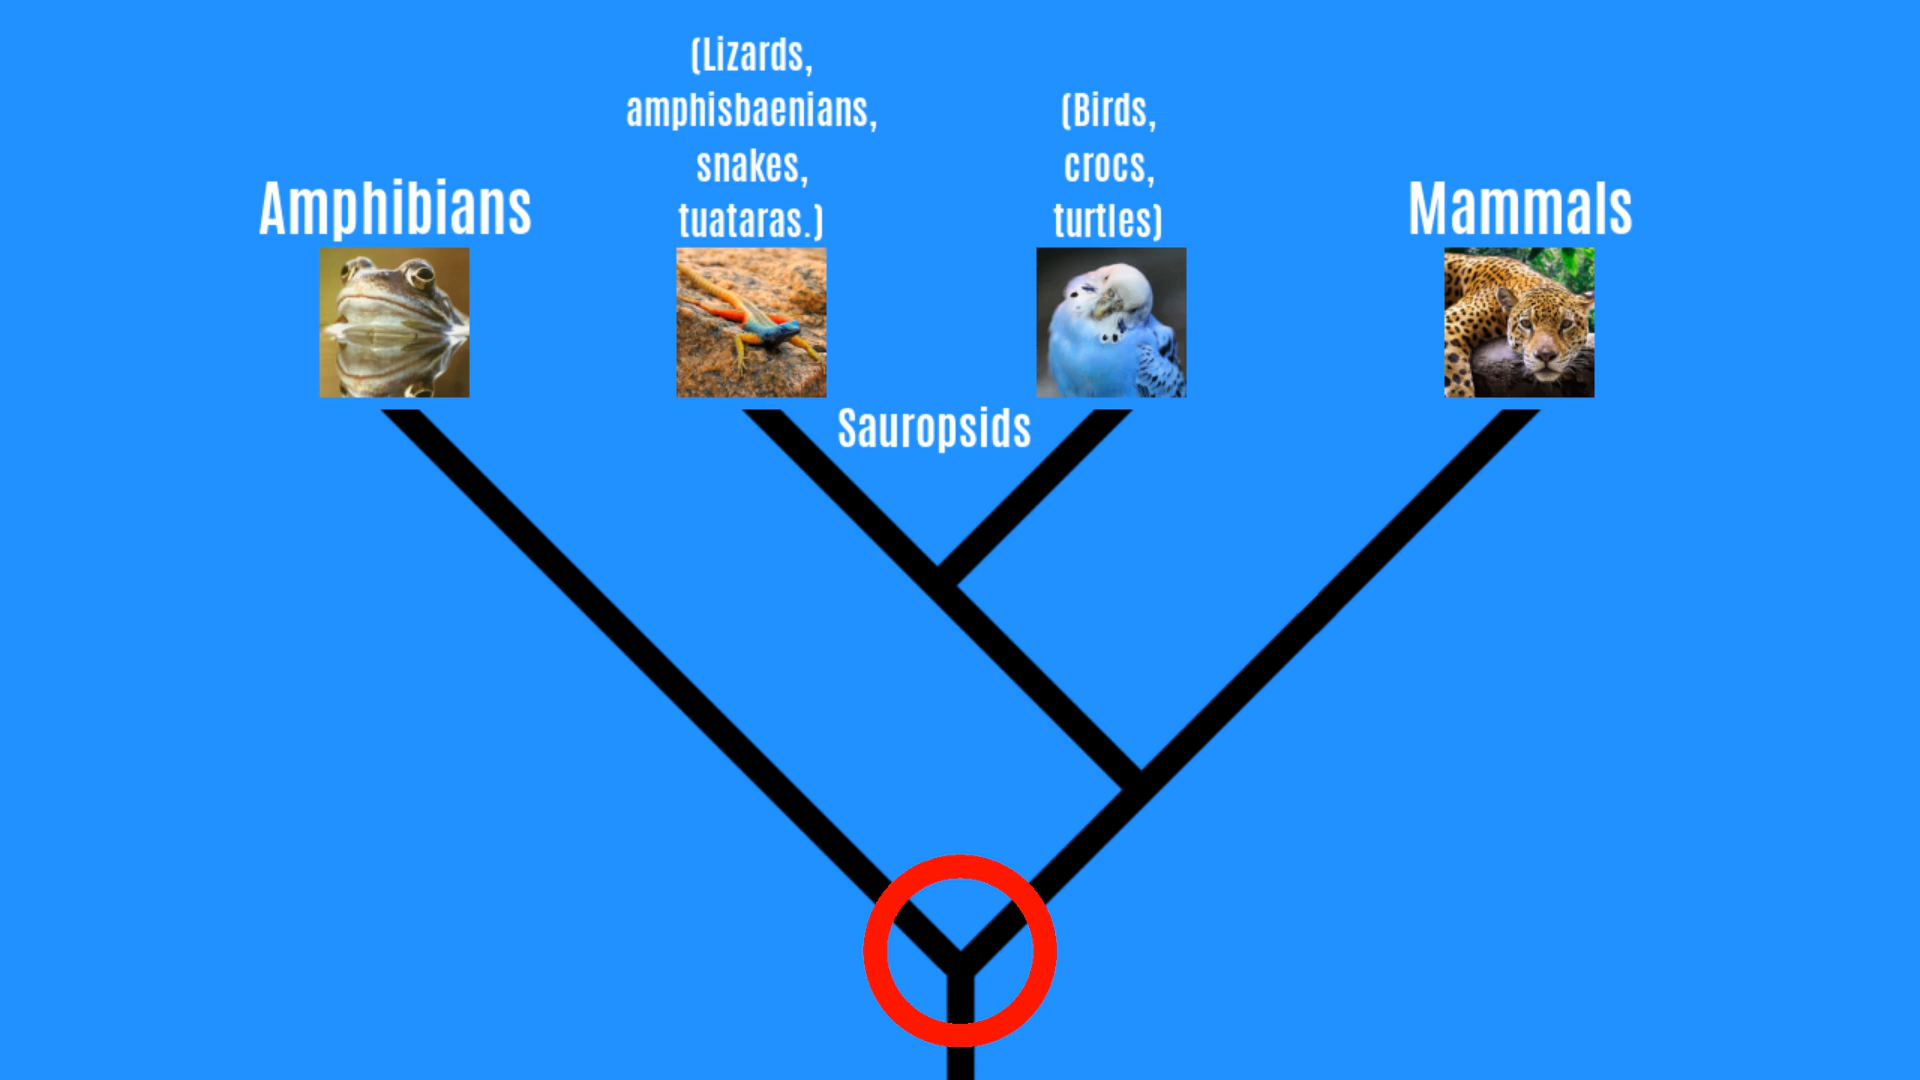 Amphibians
(Lizards,
amphisbaenians,
snakes,
tuataras.)
(Birds,
crocs,
turtles)
Mammals
Sauropsids